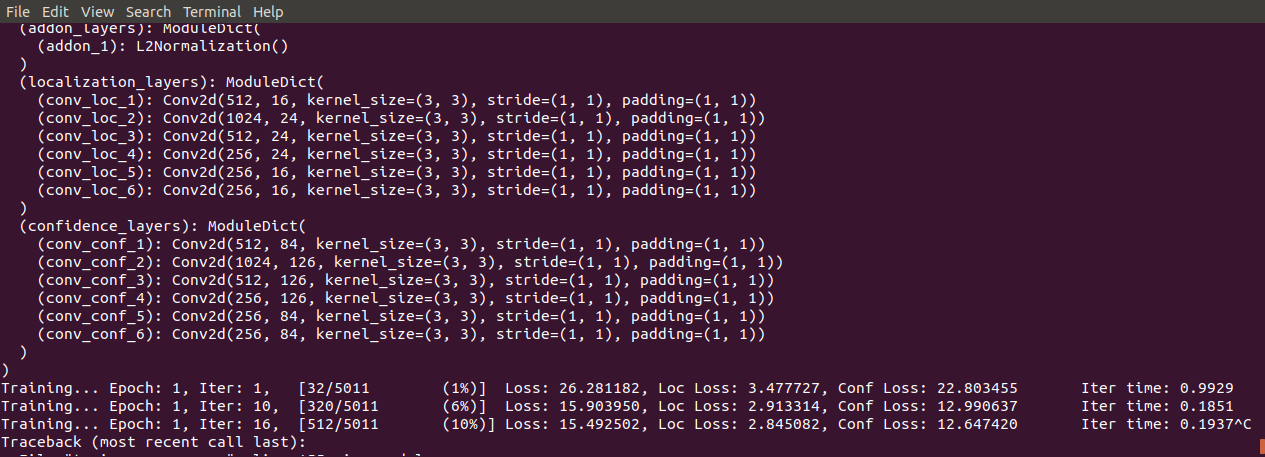 File Edit View Search Terminal Help
(addon_layers): ModuleDict(
(addon_1): L2Normalization()
)
(localization_layers): ModuleDict(
(conv_loc_1): Conv2d(512, 16, kernel_size=(3, 3), stride=(1, 1), padding=(1, 1))
(conv_loc_2): Conv2d(1024, 24, kernel_size=(3, 3), stride=(1, 1), padding=(1, 1))
(conv_loc_3): Conv2d(512, 24, kernel_size=(3, 3), stride=(1, 1), padding=(1, 1))
(conv_loc_4): Conv2d(256, 24, kernel_size=(3, 3), stride=(1, 1), padding=(1, 1))
(conv_loc_5): Conv2d(256, 16, kernel_size=(3, 3), stride=(1, 1), padding=(1, 1))
(conv_loc_6): Conv2d(256, 16, kernel_size=(3, 3), stride=(1, 1), padding=(1, 1))
)
(confidence_layers): ModuleDict(
(conv_conf_1): Conv2d(512, 84, kernel_size=(3, 3), stride=(1, 1), padding=(1, 1))
(conv_conf_2): Conv2d(1024, 126, kernel_size=(3, 3), stride=(1, 1), padding=(1, 1))
(conv_conf_3): Conv2d(512, 126, kernel_size=(3, 3), stride=(1, 1), padding=(1, 1))
(conv_conf_4): Conv2d(256, 126, kernel_size=(3, 3), stride=(1, 1), padding=(1, 1))
(conv_conf_5): Conv2d(256, 84, kernel_size=(3, 3), stride=(1, 1), padding=(1, 1))
(conv_conf_6): Conv2d(256, 84, kernel_size=(3, 3), stride=(1, 1), padding=(1, 1))
)
)
Training... Epoch: 1, Iter: 1, [32/5011 (1%)] Loss: 26.281182, Loc Loss: 3.477727, Conf Loss: 22.803455 Iter time: 0.9929
Training... Epoch: 1, Iter: 10, [320/5011 (6%)] Loss: 15.903950, Loc Loss: 2.913314, Conf Loss: 12.990637 Iter time: 0.1851
Training... Epoch: 1, Iter: 16, [512/5011 (10%)] Loss: 15.492502, Loc Loss: 2.845082, Conf Loss: 12.647420 Iter time: 0.1937^C
Traceback (most recent call last):